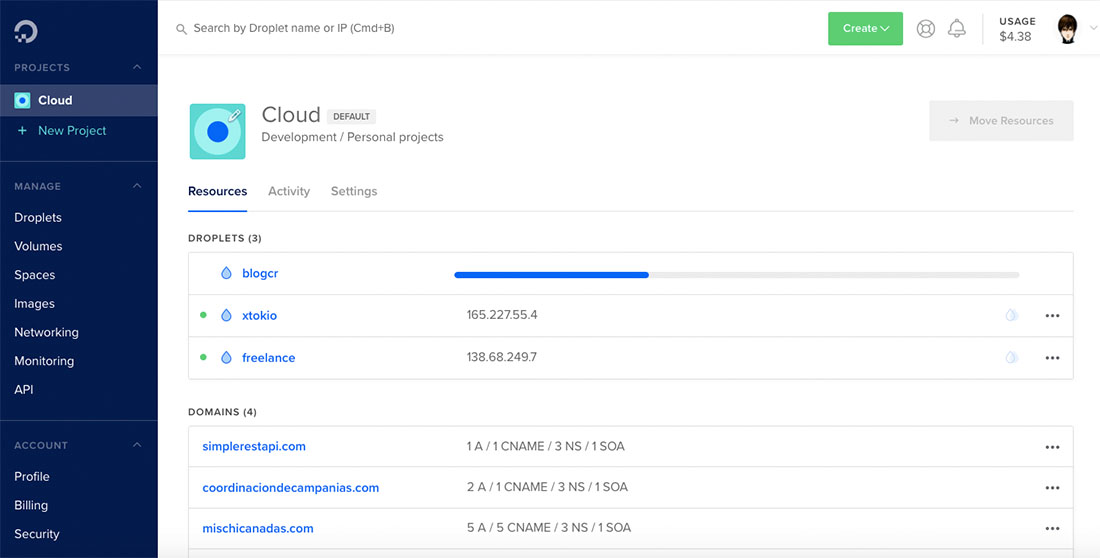 Search by Droplet name or IP (Cmd+B)
Create
USAGE
$4.38
PROJECTS
Cloud
+ New Project
MANAGE
Droplets
Volumes
Spaces
Images
Networking
Monitoring
API
ACCOUNT
Profile
Billing
Security
Cloud DEFAULT
Development / Personal projects
→ Move Resources
Resources Activity Settings
DROPLETS (3)
blogcr
xtokio 165.227.55.4
freelance 138.68.249.7
DOMAINS (4)
simplerestapi.com 1 A / 1 CNAME / 3 NS / 1 SOA
coordinaciondecampanias.com 2 A / 1 CNAME / 3 NS / 1 SOA
mischicanadas.com 5 A / 5 CNAME / 3 NS / 1 SOA